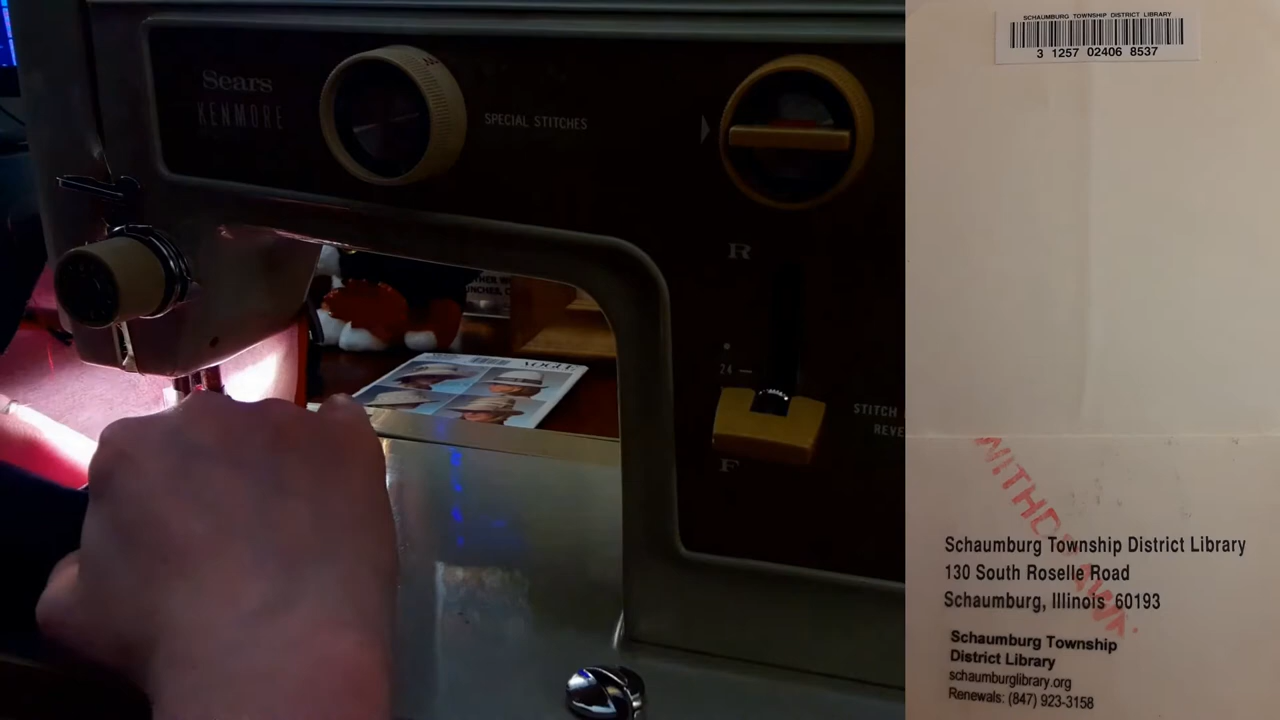 Sears
KENMORE
SPECIAL STITCHES
R
24
STITCH
F
VOGUE
SCHAUMBURG TOWNSHIP DISTRICT LIBRARY
3 1257 02406 8537
Schaumburg Township District Library
130 South Roselle Road
Schaumburg, Illinois 60193
Schaumburg Township
District Library
schaumburglibrary.org
Renewals: (847) 923-3158